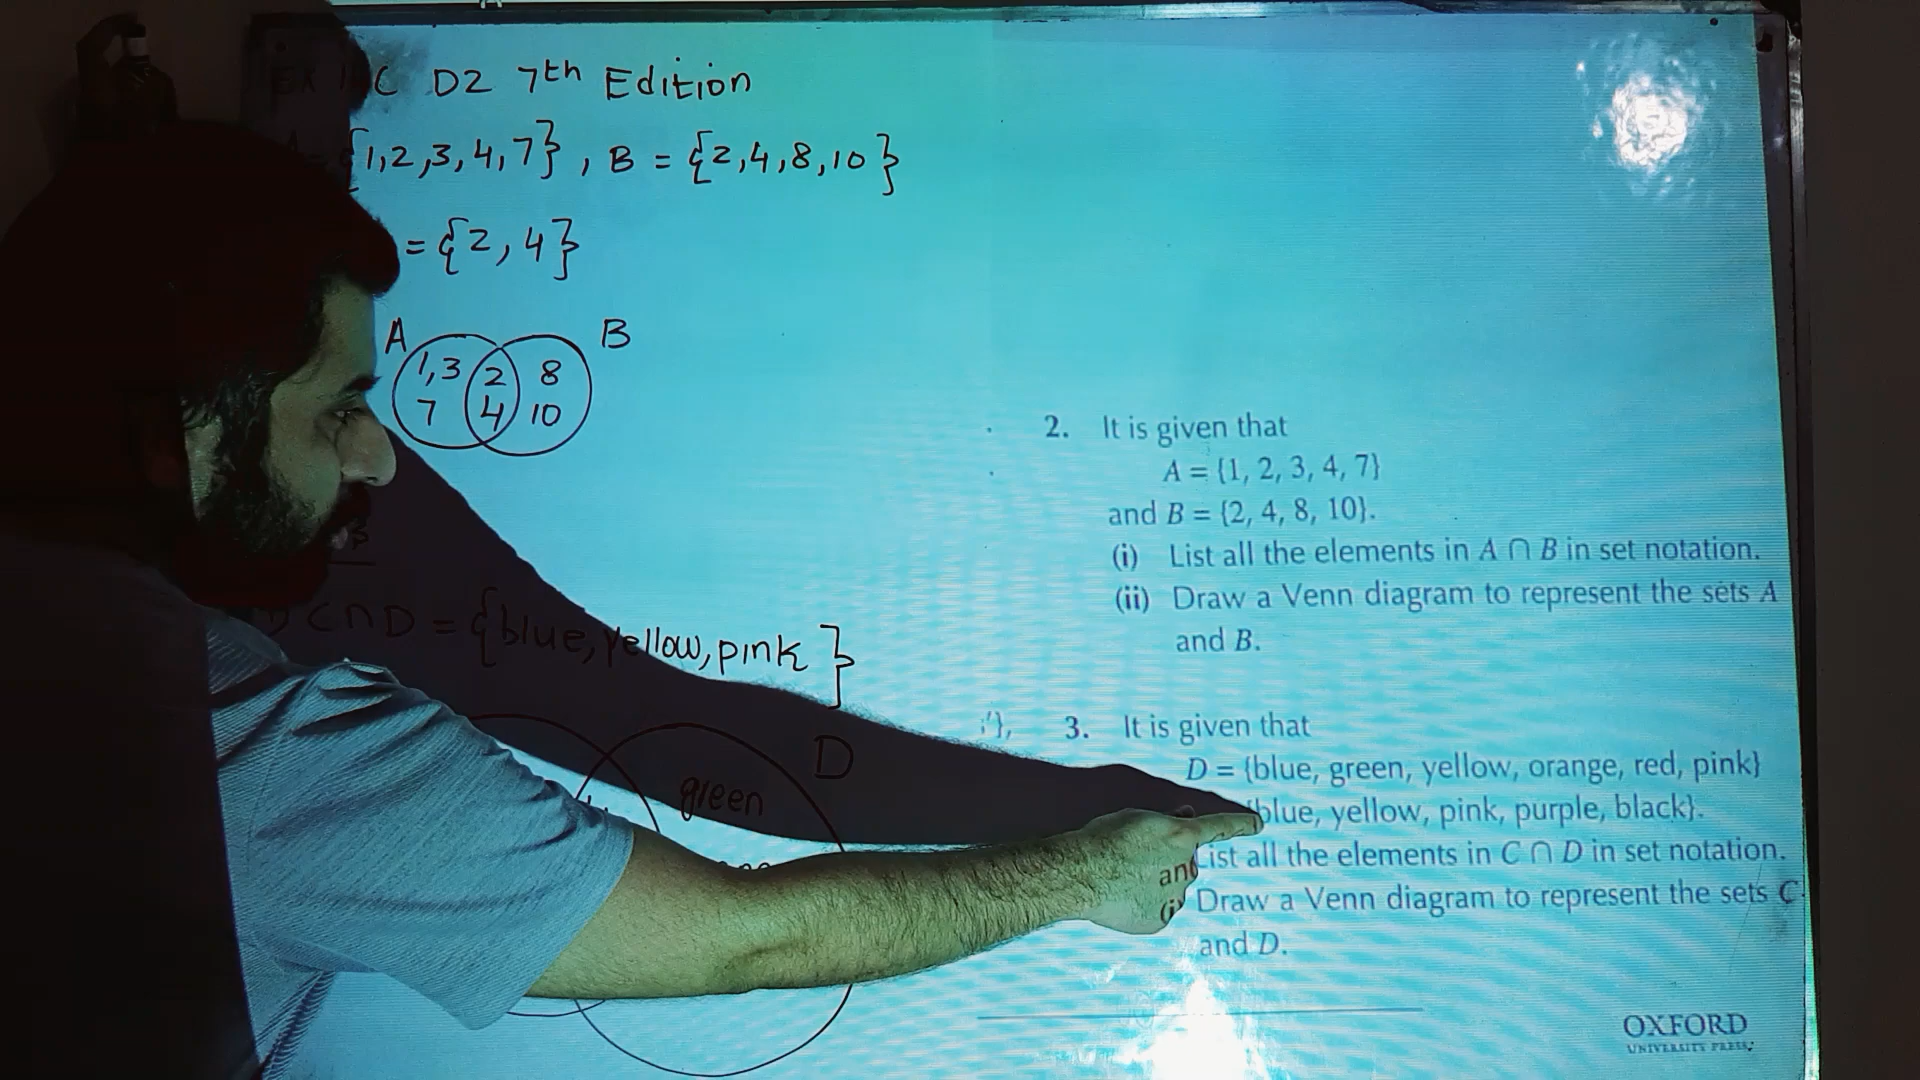 EX 1 C D2 7th Edition
A = {1,2,3,4,7}, B = {2,4,8,10}
= {2,4}
A B
1,3 2 8
7 4 10
C∩D = {blue, yellow, pink}
D
green
2. It is given that
A = {1, 2, 3, 4, 7}
and B = {2, 4, 8, 10}.
(i) List all the elements in A ∩ B in set notation.
(ii) Draw a Venn diagram to represent the sets A
and B.
3. It is given that
D = {blue, green, yellow, orange, red, pink}
{blue, yellow, pink, purple, black}.
List all the elements in C ∩ D in set notation.
Draw a Venn diagram to represent the sets C
and D.
OXFORD
UNIVERSITY PRESS